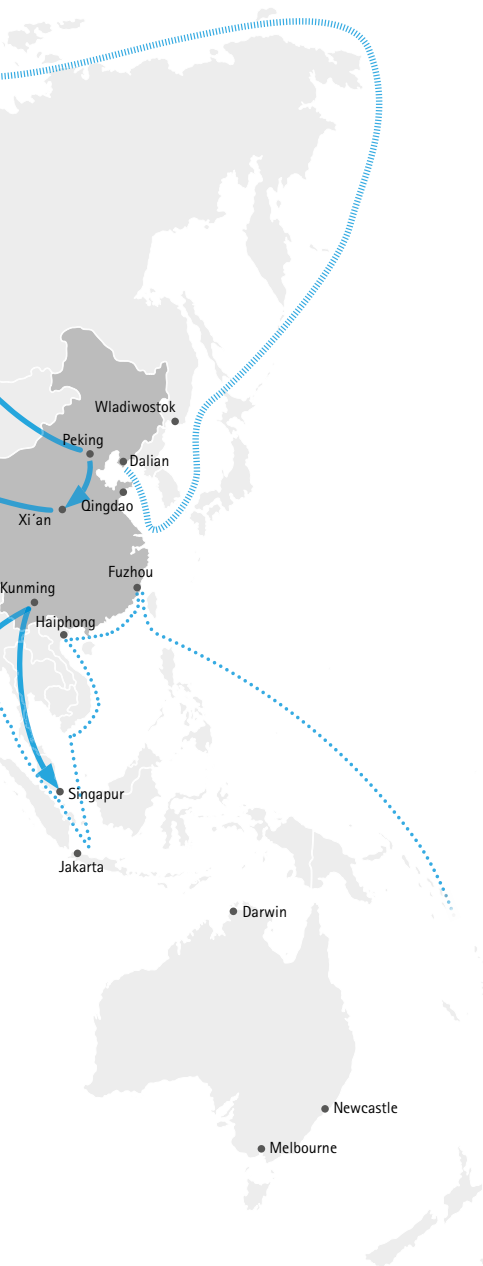 Wladiwostok
Peking
Dalian
Qingdao
Xi´an
Fuzhou
Kunming
Haiphong
Singapur
Jakarta
Darwin
Newcastle
Melbourne